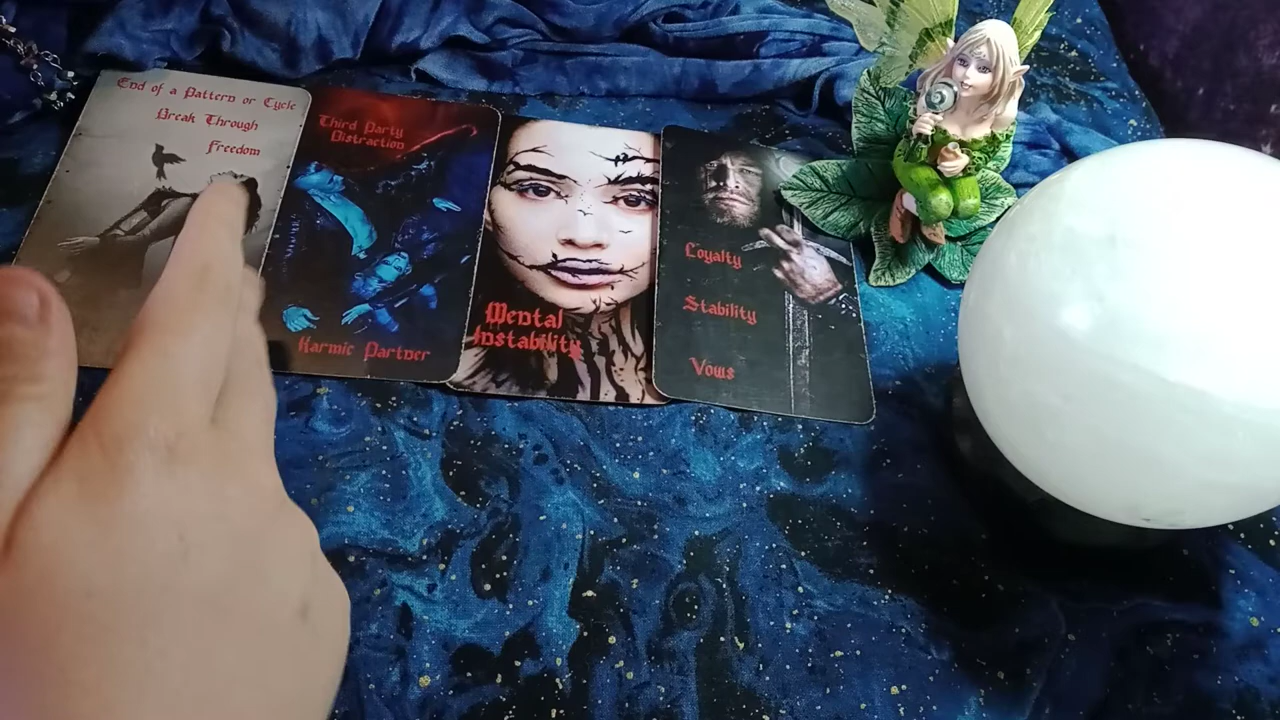 End of a Pattern or Cycle
Break Through
Freedom
Third Party
Distraction
Karmic Partner
Mental
Instability
Loyalty
Stability
Vows